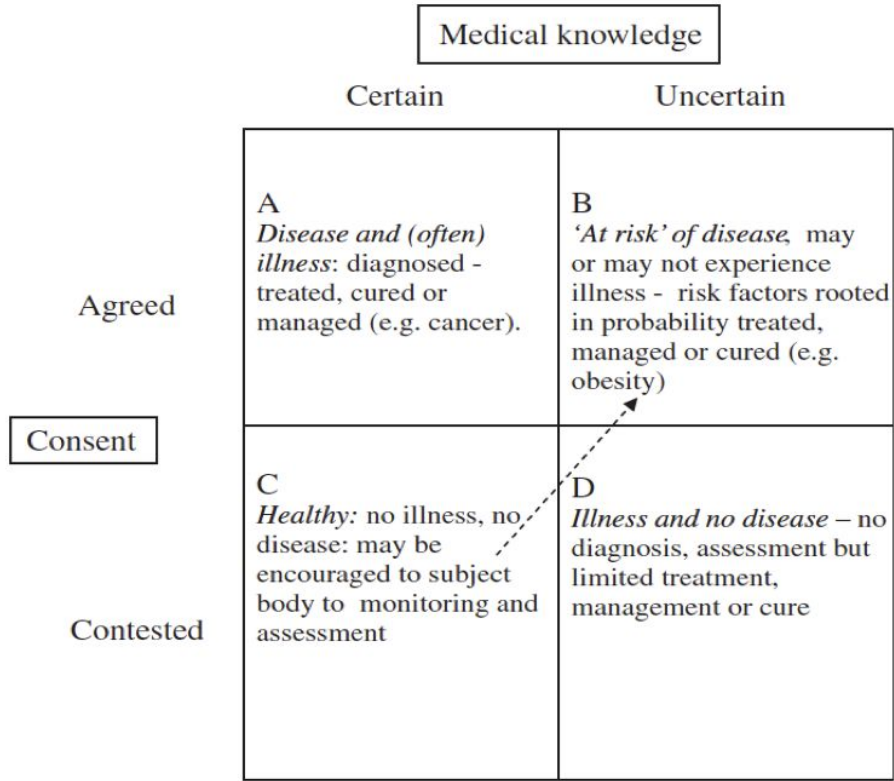 Medical knowledge
Certain
Uncertain
Agreed
A
Disease and (often)
illness: diagnosed -
treated, cured or
managed (e.g. cancer).
B
‘At risk’ of disease, may
or may not experience
illness - risk factors rooted
in probability treated,
managed or cured (e.g.
obesity)
Consent
Contested
C
Healthy: no illness, no
disease: may be
encouraged to subject
body to monitoring and
assessment
D
Illness and no disease – no
diagnosis, assessment but
limited treatment,
management or cure